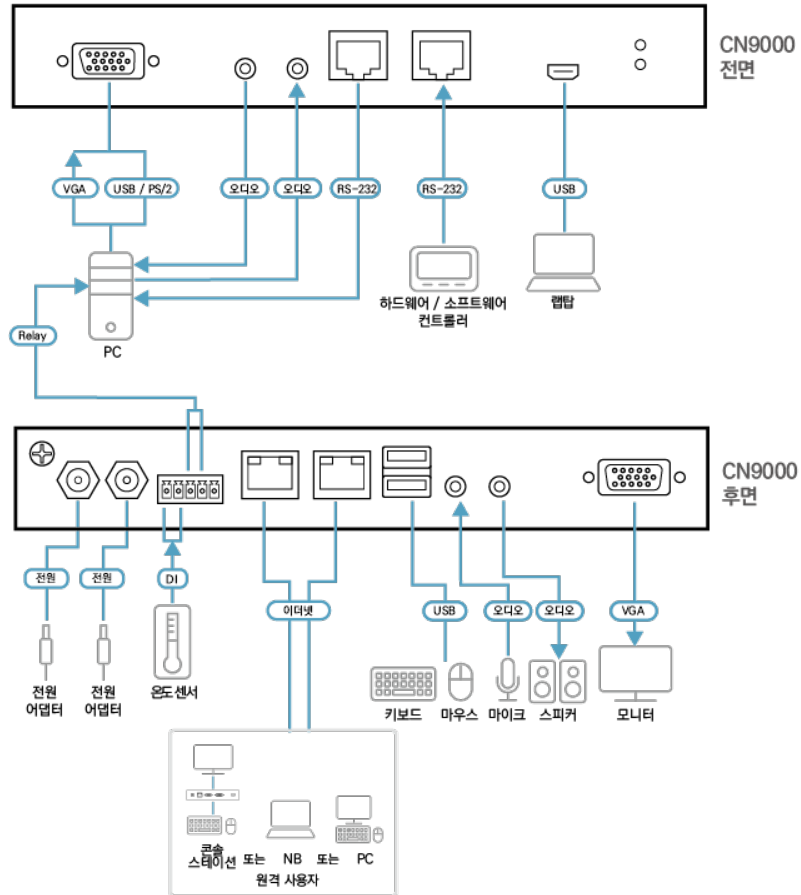 CN9000
전면
VGA
USB / PS/2
오디오
오디오
RS-232
RS-232
USB
하드웨어 / 소프트웨어
컨트롤러
랩탑
PC
Relay
CN9000
후면
전원
전원
DI
이더넷
USB
오디오
오디오
VGA
전원
어댑터
전원
어댑터
온도 센서
키보드
마우스
마이크
스피커
모니터
콘솔
스테이션
또는
NB
또는
PC
원격 사용자